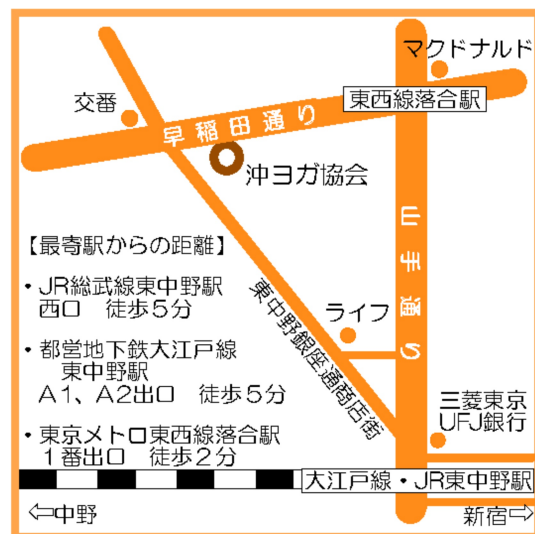 マクドナルド
交番
東西線落合駅
早稲田通り
沖ヨガ協会
山手通り
【最寄駅からの距離】
・JR総武線東中野駅
西口 徒歩5分
東中野銀座通商店街
ライフ
・都営地下鉄大江戸線
東中野駅
A1、A2出口 徒歩5分
三菱東京
UFJ銀行
・東京メトロ東西線落合駅
1番出口 徒歩2分
大江戸線・JR東中野駅
⇦中野
新宿⇨